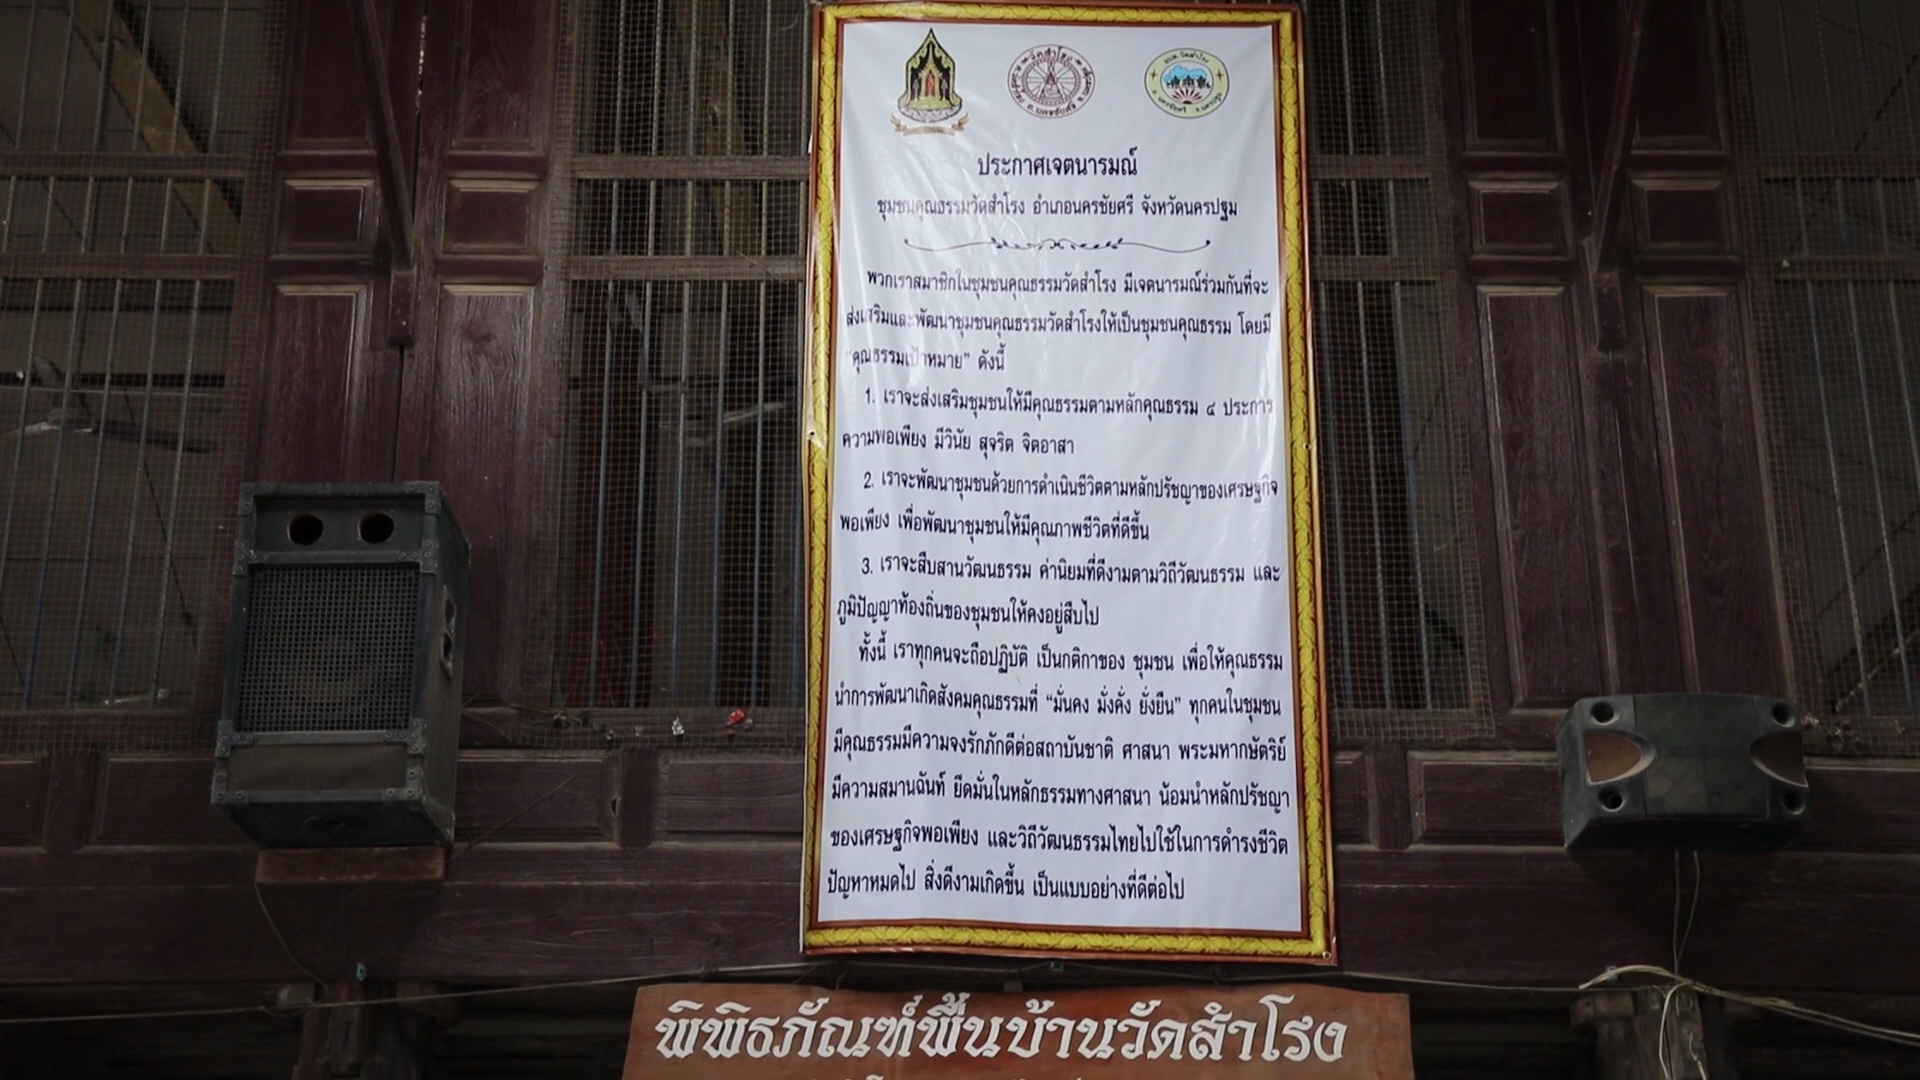 วัดสำโรง
อ.นครชัยศรี จ.นครปฐม
ประกาศเจตนารมณ์
ชุมชนคุณธรรมวัดสำโรง อำเภอนครชัยศรี จังหวัดนครปฐม
พวกเราสมาชิกในชุมชนคุณธรรมวัดสำโรง มีเจตนารมณ์ร่วมกันที่จะ
ส่งเสริมและพัฒนาชุมชนคุณธรรมวัดสำโรงให้เป็นชุมชนคุณธรรม โดยมี
“คุณธรรมเป้าหมาย” ดังนี้
1. เราจะส่งเสริมชุมชนให้มีคุณธรรมตามหลักคุณธรรม ๔ ประการ
ความพอเพียง มีวินัย สุจริต จิตอาสา
2. เราจะพัฒนาชุมชนด้วยการดำเนินชีวิตตามหลักปรัชญาของเศรษฐกิจ
พอเพียง เพื่อพัฒนาชุมชนให้มีคุณภาพชีวิตที่ดีขึ้น
3. เราจะสืบสานวัฒนธรรม ค่านิยมที่ดีงามตามวิถีวัฒนธรรม และ
ภูมิปัญญาท้องถิ่นของชุมชนให้คงอยู่สืบไป
ทั้งนี้ เราทุกคนจะถือปฏิบัติ เป็นกติกาของ ชุมชน เพื่อให้คุณธรรม
นำการพัฒนาเกิดสังคมคุณธรรมที่ “มั่นคง มั่งคั่ง ยั่งยืน” ทุกคนในชุมชน
มีคุณธรรมมีความจงรักภักดีต่อสถาบันชาติ ศาสนา พระมหากษัตริย์
มีความสมานฉันท์ ยึดมั่นในหลักธรรมทางศาสนา น้อมนำหลักปรัชญา
ของเศรษฐกิจพอเพียง และวิถีวัฒนธรรมไทยไปใช้ในการดำรงชีวิต
ปัญหาหมดไป สิ่งดีงามเกิดขึ้น เป็นแบบอย่างที่ดีต่อไป
พิพิธภัณฑ์พื้นบ้านวัดสำโรง